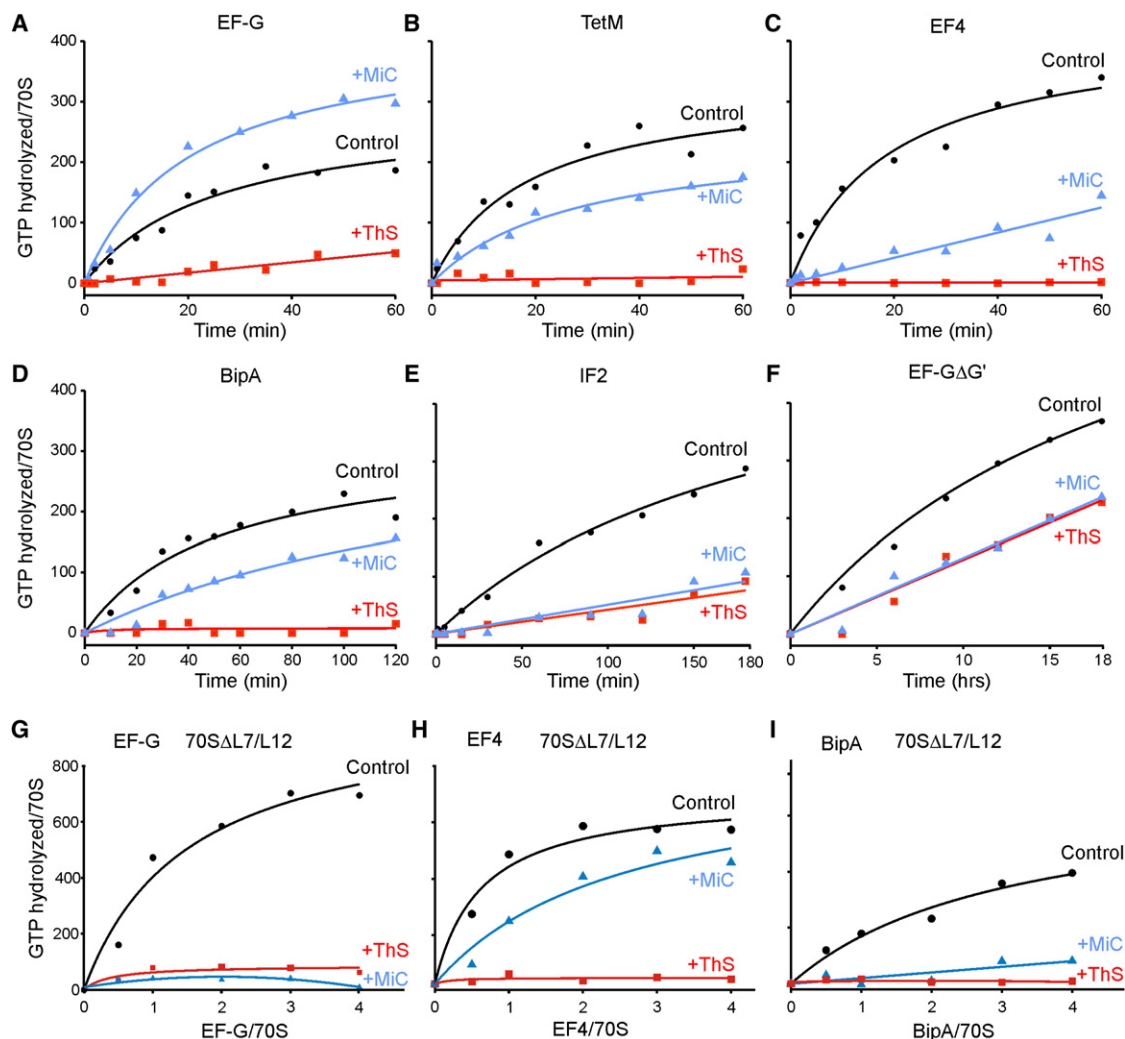 A EF-G
B TetM
C EF4
GTP hydrolyzed/70S
400
300
200
100
0
+MiC
Control
+ThS
0 20 40 60
Time (min)
Control
+MiC
+ThS
0 20 40 60
Time (min)
Control
+MiC
+ThS
0 20 40 60
Time (min)
D BipA
E IF2
F EF-GΔG'
GTP hydrolyzed/70S
400
300
200
100
0
Control
+MiC
+ThS
0 20 40 60 80 100 120
Time (min)
Control
+MiC
+ThS
0 50 100 150 180
Time (min)
Control
+MiC
+ThS
0 6 12 15 18
Time (hrs)
G EF-G 70SΔL7/L12
H EF4 70SΔL7/L12
I BipA 70SΔL7/L12
GTP hydrolyzed/70S
800
600
400
200
0
Control
+ThS
+MiC
0 1 2 3 4
EF-G/70S
Control
+MiC
+ThS
0 1 2 3 4
EF4/70S
Control
+MiC
+ThS
0 1 2 3 4
BipA/70S